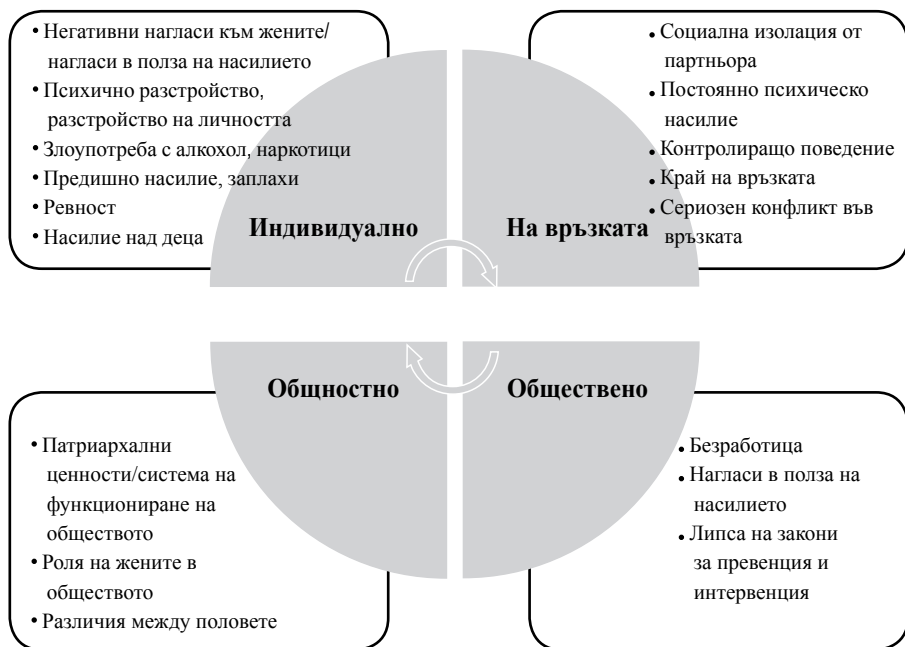 • Негативни нагласи към жените/
нагласи в полза на насилието
• Психично разстройство,
разстройство на личността
• Злоупотреба с алкохол, наркотици
• Предишно насилие, заплахи
• Ревност
• Насилие над деца
Индивидуално
• Социална изолация от
партньора
• Постоянно психическо
насилие
• Контролиращо поведение
• Край на връзката
• Сериозен конфликт във
връзката
На връзката
Общностно
• Патриархални
ценности/система на
функциониране на
обществото
• Роля на жените в
обществото
• Различия между половете
Обществено
• Безработица
• Нагласи в полза на
насилието
• Липса на закони
за превенция и
интервенция